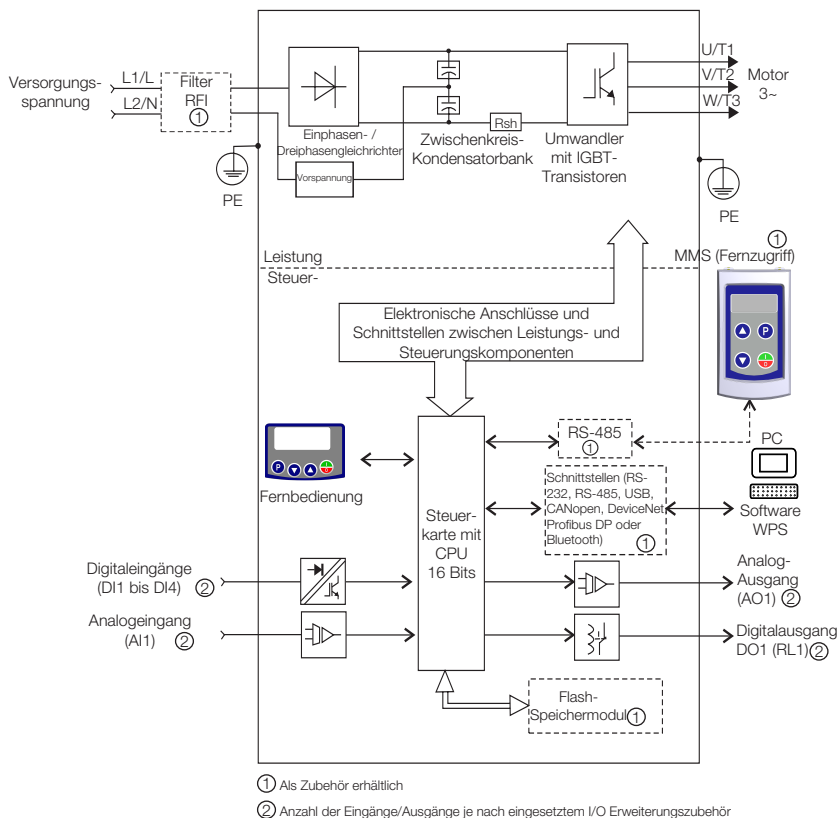 Versorgungs-
spannung
L1/L
L2/N
Filter
RFI
①
PE
Einphasen- /
Dreiphasengleichrichter
Vorspannung
Zwischenkreis-
Kondensatorbank
Rsh
Umwandler
mit IGBT-
Transistoren
U/T1
V/T2
W/T3
Motor
3~
PE
Leistung
Steuer-
①
MMS (Fernzugriff)
P
I
0
Elektronische Anschlüsse und
Schnittstellen zwischen Leistungs- und
Steuerungskomponenten
P
I
0
Fernbedienung
Steuer-
karte mit
CPU
16 Bits
RS-485
①
Schnittstellen (RS-
232, RS-485, USB,
CANopen, DeviceNet
Profibus DP oder
Bluetooth)
①
PC
Software
WPS
Digitaleingänge
(DI1 bis DI4) ②
Analogeingang
(AI1) ②
Analog-
Ausgang
(AO1) ②
Digitalausgang
DO1 (RL1)②
Flash-
Speichermodul①
① Als Zubehör erhältlich
② Anzahl der Eingänge/Ausgänge je nach eingesetztem I/O Erweiterungszubehör